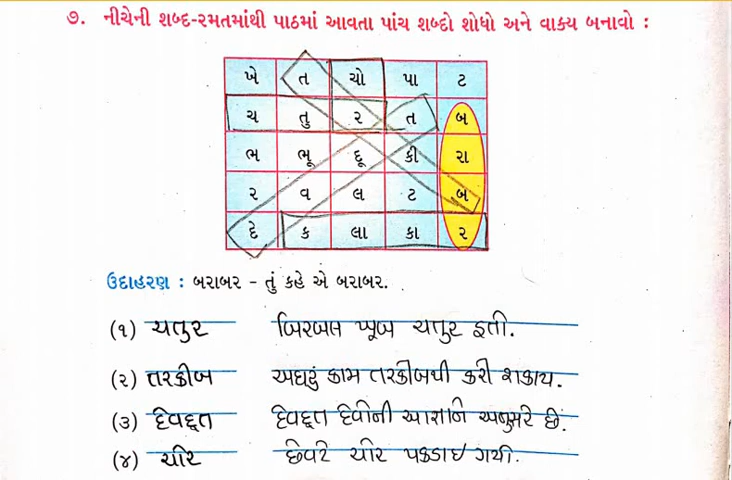 ૭. નીચેની શબ્દ-રમતમાંથી પાઠમાં આવતા પાંચ શબ્દો શોધો અને વાક્ય બનાવો :
ખે ત ચો પા ટ
ચ તુ ર ત બ
ભ ભૂ દૂ કી રા
ર વ લ ટ બ
દે ક લા કા ર
ઉદાહરણ : બરાબર - તું કહે એ બરાબર.
(૧) ચતુર બિરબલ ખૂબ ચતુર હતી.
(૨) તરકીબ અઘરું કામ તરકીબથી કરી શકાય.
(૩) દેવદૂત દેવદૂત દેવોની આજ્ઞાને અનુસરે છે.
(૪) ચોર છેવટે ચોર પકડાઇ ગયો.